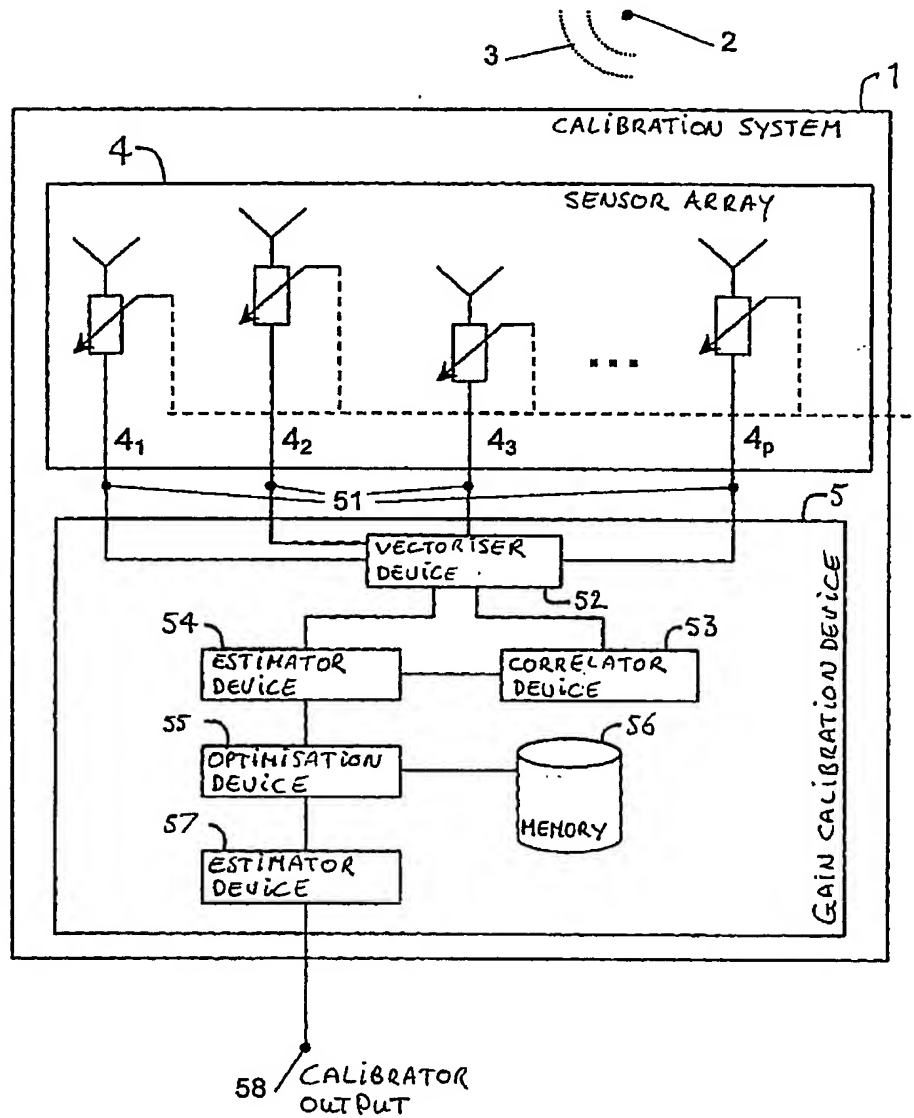 3
2
1
CALIBRATION SYSTEM
4
SENSOR ARRAY
4₁
4₂
4₃
4ₚ
51
5
VECTORISER
DEVICE
52
54
53
ESTIMATOR
DEVICE
CORRELATOR
DEVICE
55
56
OPTIMISATION
DEVICE
MEMORY
57
ESTIMATOR
DEVICE
GAIN CALIBRATION DEVICE
58
CALIBRATOR
OUTPUT